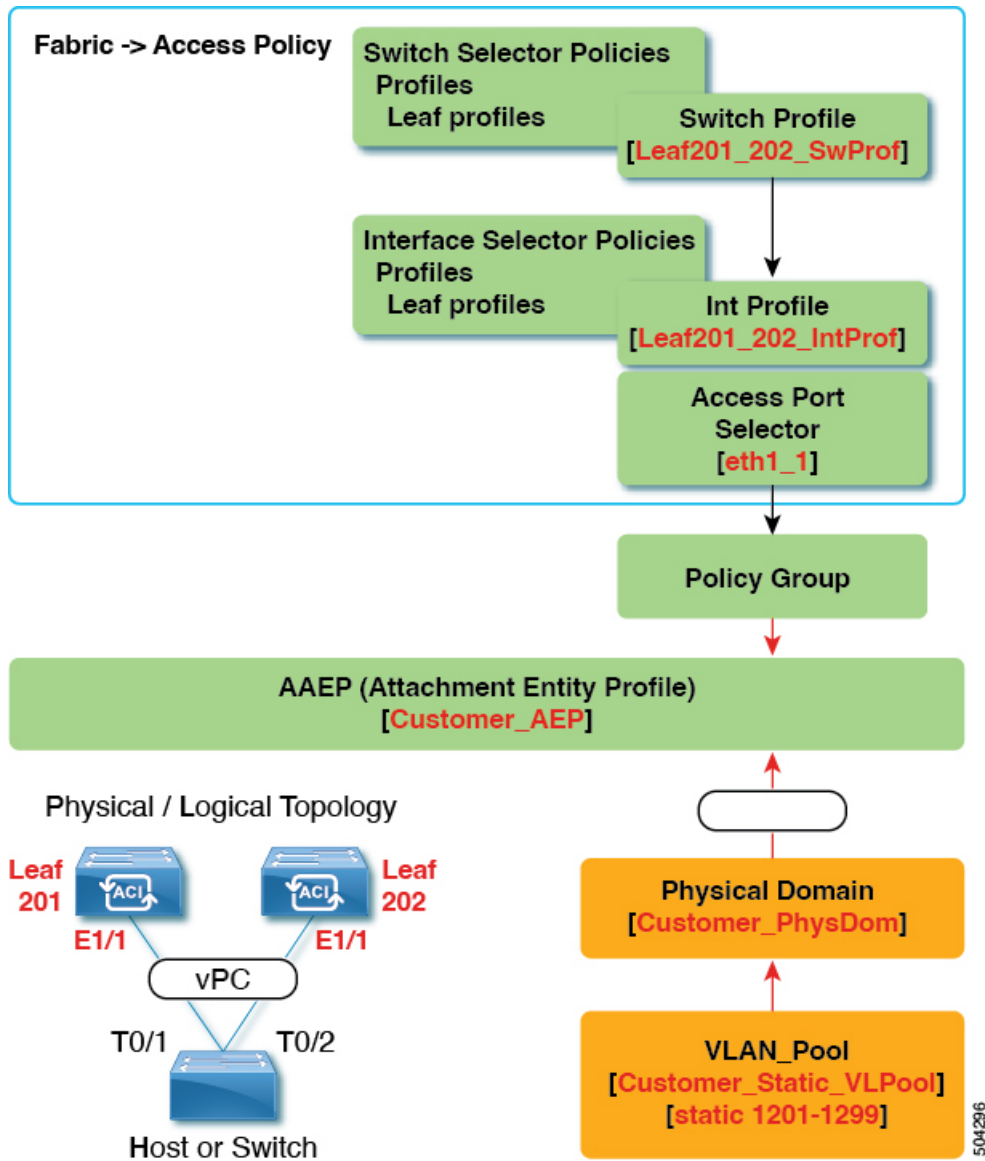 Fabric -> Access Policy
Switch Selector Policies
Profiles
Leaf profiles
Switch Profile
[Leaf201_202_SwProf]
Interface Selector Policies
Profiles
Leaf profiles
Int Profile
[Leaf201_202_IntProf]
Access Port
Selector
[eth1_1]
Policy Group
AAEP (Attachment Entity Profile)
[Customer_AEP]
Physical / Logical Topology
Leaf
201
ACI
ACI
Leaf
202
E1/1
E1/1
vPC
T0/1
T0/2
Host or Switch
Physical Domain
[Customer_PhysDom]
VLAN_Pool
[Customer_Static_VLPool]
[static 1201-1299]
504296